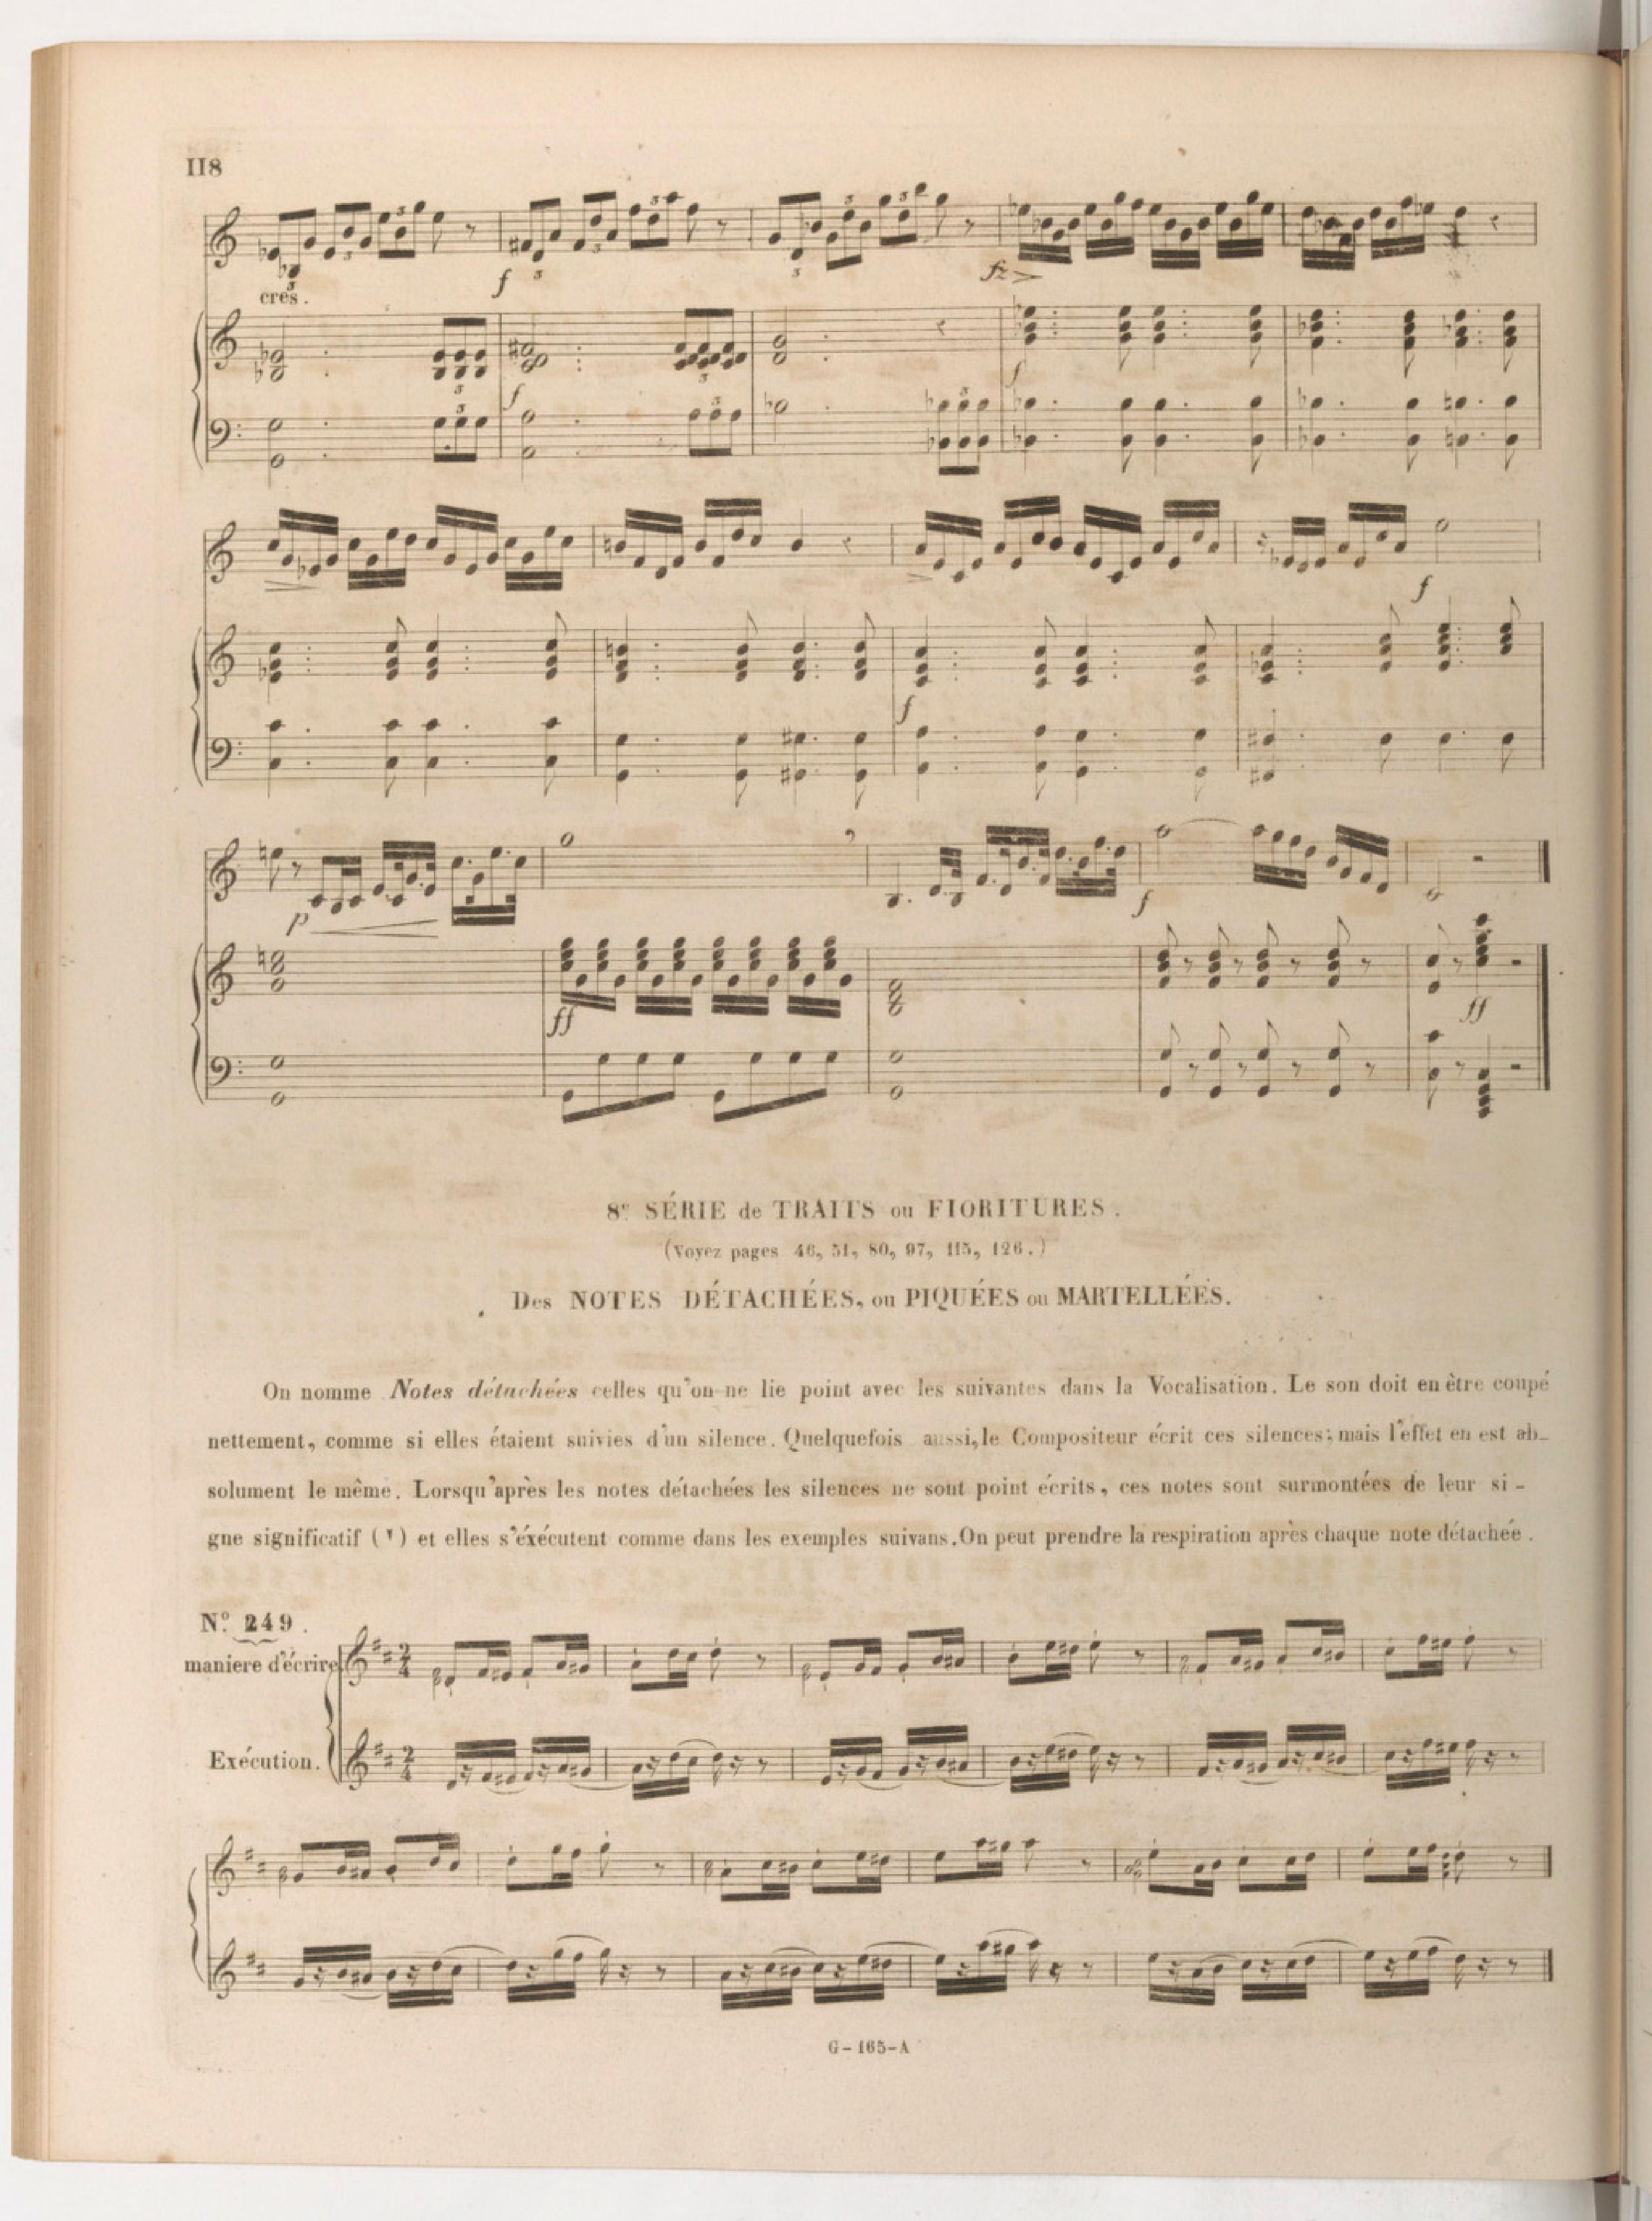 118
cres.
f
fz
f
f
f
f
p
f
ff
ff
8e. SÉRIE de TRAITS ou FIORITURES.
(Voyez pages 46, 51, 80, 97, 115, 126.)
Des NOTES DÉTACHÉES, ou PIQUÉES ou MARTELLÉES.
On nomme Notes détachées celles qu'on ne lie point avec les suivantes dans la Vocalisation. Le son doit en être coupé
nettement, comme si elles étaient suivies d'un silence. Quelquefois aussi, le Compositeur écrit ces silences; mais l'effet en est ab-
solument le même. Lorsqu'après les notes détachées les silences ne sont point écrits, ces notes sont surmontées de leur si-
gne significatif (▾) et elles s'éxécutent comme dans les exemples suivans. On peut prendre la respiration après chaque note détachée.
No. 249.
maniere d'écrire.
Exécution.
G-165-A